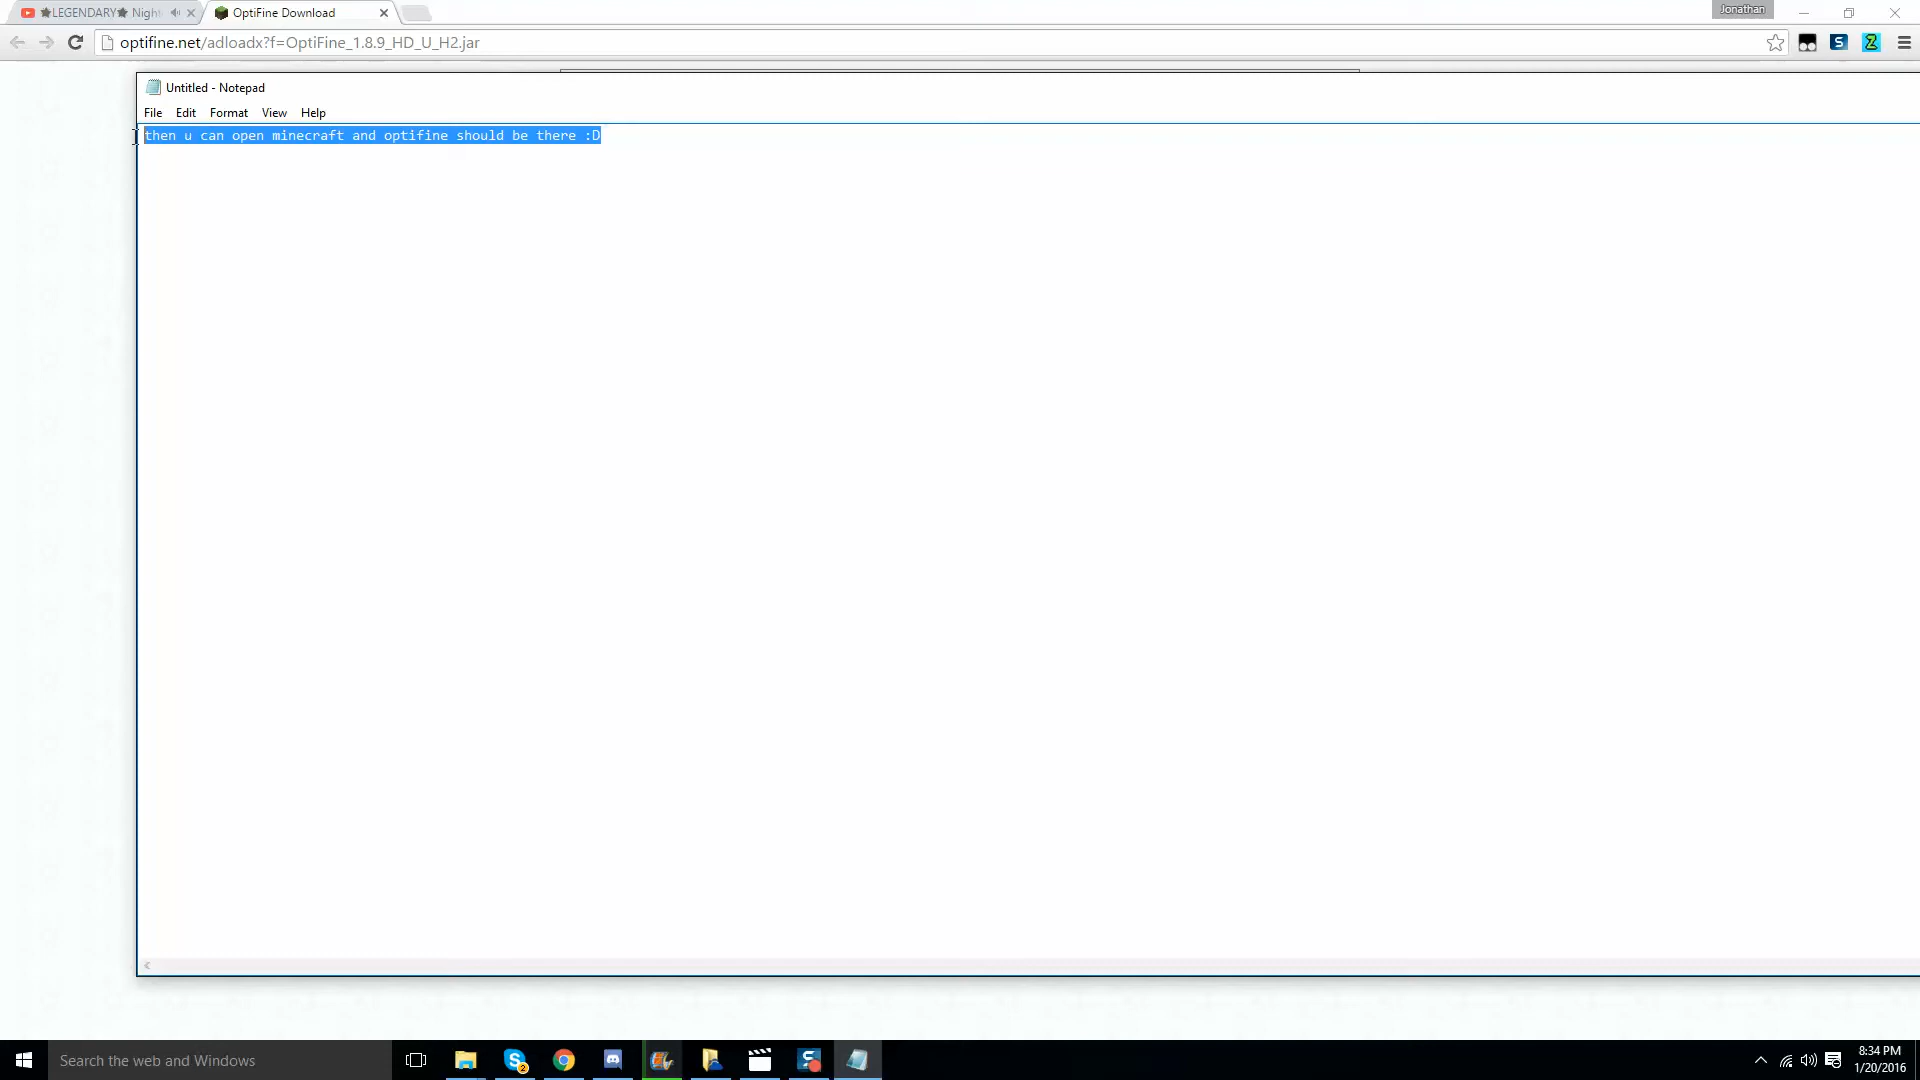 ★LEGENDARY★ Night
OptiFine Download
Jonathan
optifine.net/adloadx?f=OptiFine_1.8.9_HD_U_H2.jar
Untitled - Notepad
File Edit Format View Help
then u can open minecraft and optifine should be there :D
Search the web and Windows
2
8:34 PM
1/20/2016